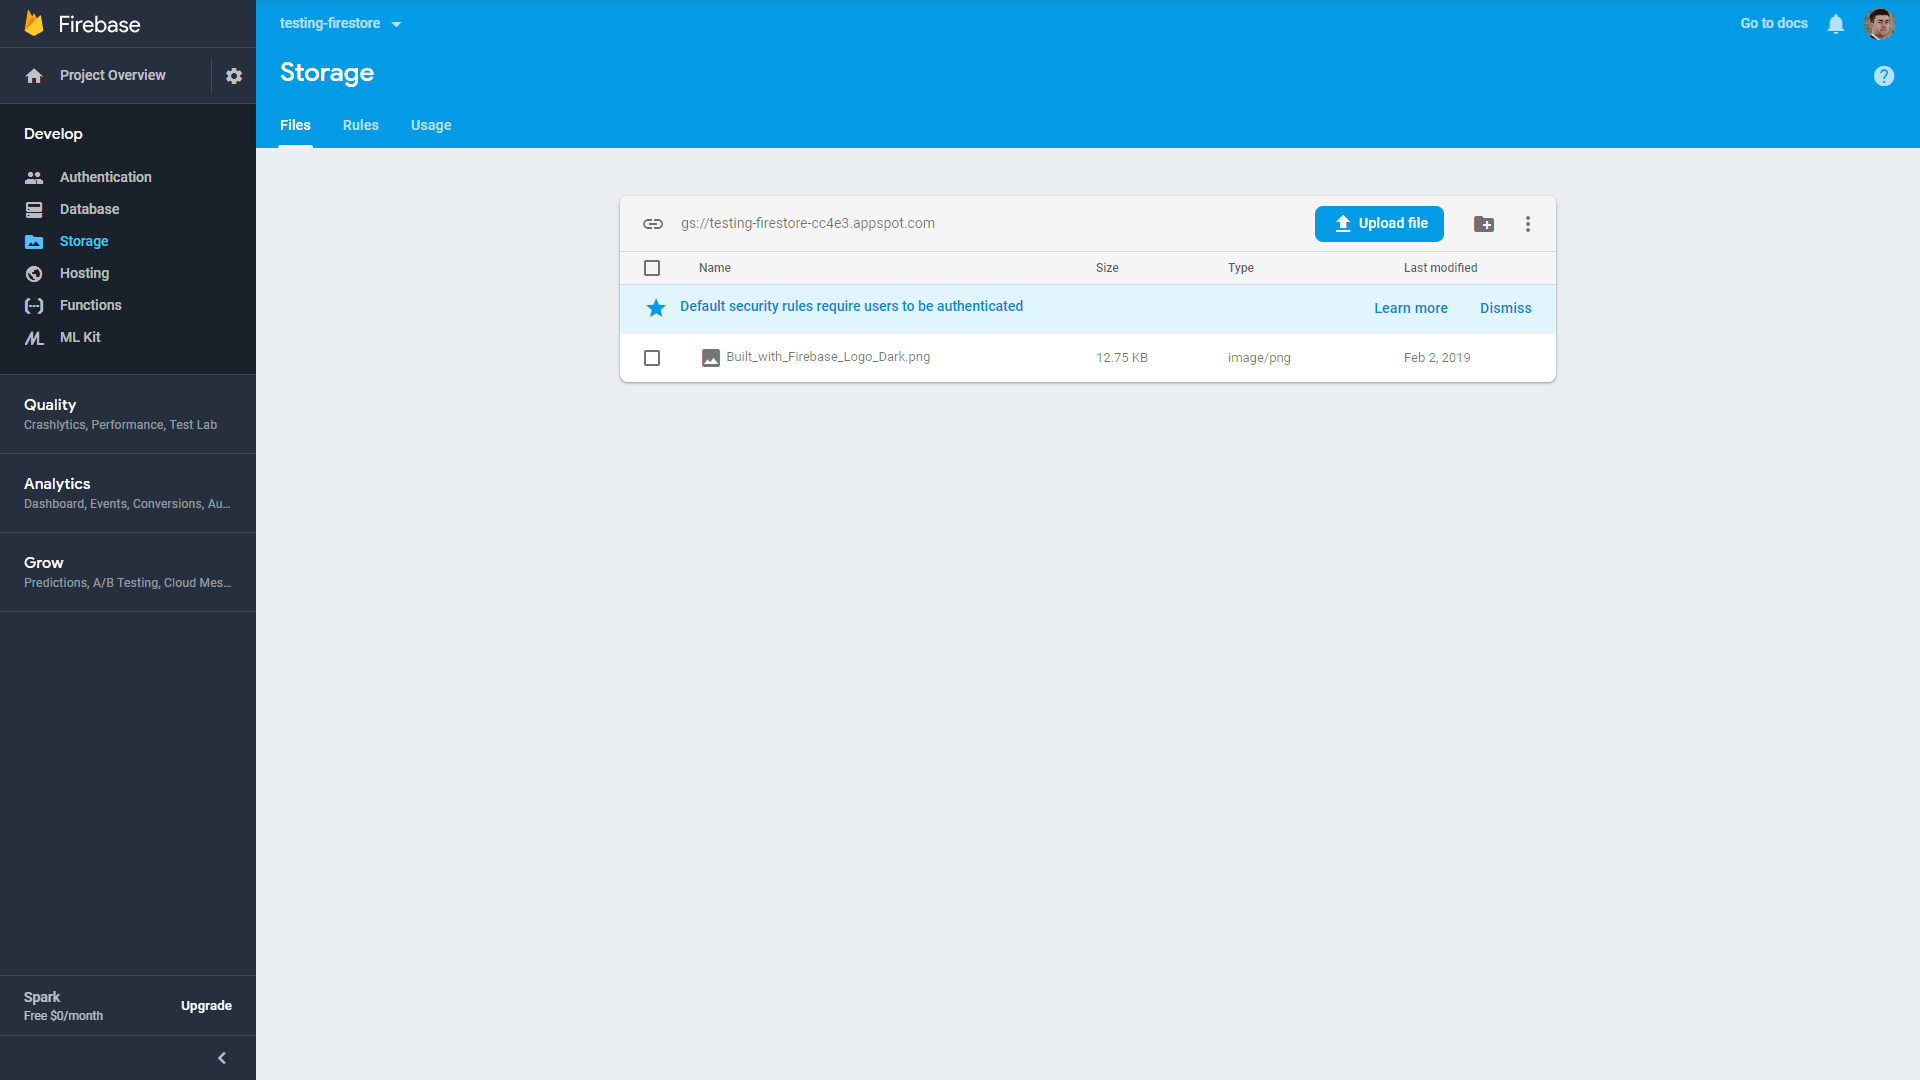 Firebase
Project Overview
Develop
Authentication
Database
Storage
Hosting
Functions
ML Kit
Quality
Crashlytics, Performance, Test Lab
Analytics
Dashboard, Events, Conversions, Au...
Grow
Predictions, A/B Testing, Cloud Mes...
Spark
Free $0/month
Upgrade
testing-firestore
Go to docs
Storage
Files Rules Usage
gs://testing-firestore-cc4e3.appspot.com
Upload file
Name Size Type Last modified
Default security rules require users to be authenticated Learn more Dismiss
Built_with_Firebase_Logo_Dark.png 12.75 KB image/png Feb 2, 2019